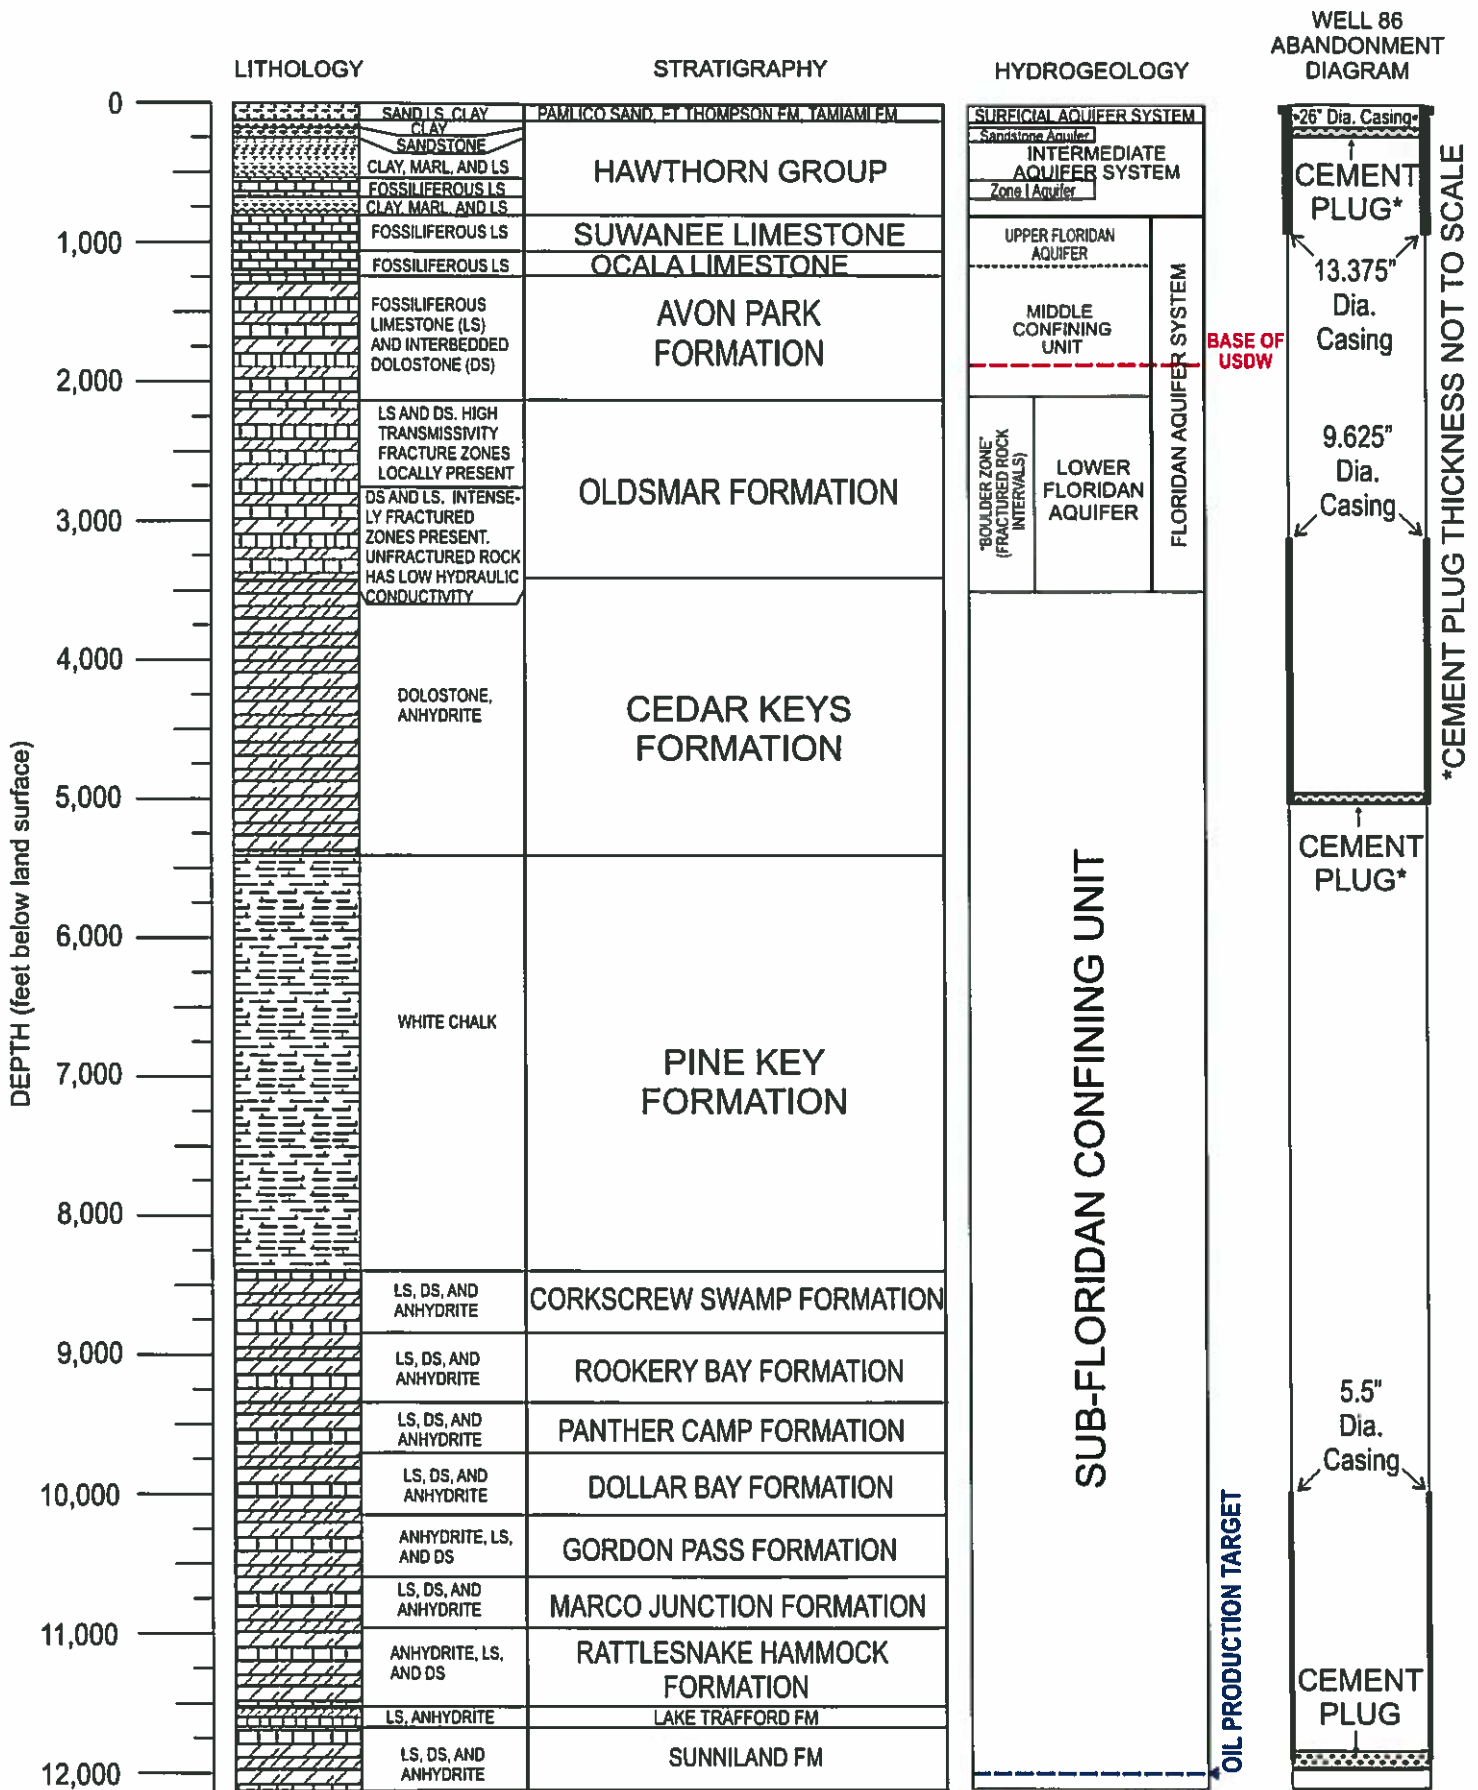 WELL 86
ABANDONMENT
DIAGRAM
LITHOLOGY
STRATIGRAPHY
HYDROGEOLOGY
DEPTH (feet below land surface)
0
1,000
2,000
3,000
4,000
5,000
6,000
7,000
8,000
9,000
10,000
11,000
12,000
SAND LS, CLAY
CLAY
SANDSTONE
CLAY, MARL, AND LS
FOSSILIFEROUS LS
CLAY, MARL, AND LS
FOSSILIFEROUS LS
FOSSILIFEROUS LS
FOSSILIFEROUS
LIMESTONE (LS)
AND INTERBEDDED
DOLOSTONE (DS)
LS AND DS. HIGH
TRANSMISSIVITY
FRACTURE ZONES
LOCALLY PRESENT
DS AND LS. INTENSE-
LY FRACTURED
ZONES PRESENT.
UNFRACTURED ROCK
HAS LOW HYDRAULIC
CONDUCTIVITY
DOLOSTONE,
ANHYDRITE
WHITE CHALK
LS, DS, AND
ANHYDRITE
LS, DS, AND
ANHYDRITE
LS, DS, AND
ANHYDRITE
LS, DS, AND
ANHYDRITE
ANHYDRITE, LS,
AND DS
LS, DS, AND
ANHYDRITE
ANHYDRITE, LS,
AND DS
LS, ANHYDRITE
LS, DS, AND
ANHYDRITE
PAMLICO SAND, FT THOMPSON FM, TAMIAMI FM
HAWTHORN GROUP
SUWANEE LIMESTONE
OCALA LIMESTONE
AVON PARK
FORMATION
OLDSMAR FORMATION
CEDAR KEYS
FORMATION
PINE KEY
FORMATION
CORKSCREW SWAMP FORMATION
ROOKERY BAY FORMATION
PANTHER CAMP FORMATION
DOLLAR BAY FORMATION
GORDON PASS FORMATION
MARCO JUNCTION FORMATION
RATTLESNAKE HAMMOCK
FORMATION
LAKE TRAFFORD FM
SUNNILAND FM
SURFICIAL AQUIFER SYSTEM
Sandstone Aquifer
INTERMEDIATE
AQUIFER SYSTEM
Zone I Aquifer
UPPER FLORIDAN
AQUIFER
MIDDLE
CONFINING
UNIT
"BOULDER ZONE"
(FRACTURED ROCK
INTERVALS)
LOWER
FLORIDAN
AQUIFER
FLORIDAN AQUIFER SYSTEM
BASE OF
USDW
SUB-FLORIDAN CONFINING UNIT
OIL PRODUCTION TARGET
26" Dia. Casing
CEMENT
PLUG*
13.375"
Dia.
Casing
9.625"
Dia.
Casing
CEMENT
PLUG*
5.5"
Dia.
Casing
CEMENT
PLUG
*CEMENT PLUG THICKNESS NOT TO SCALE